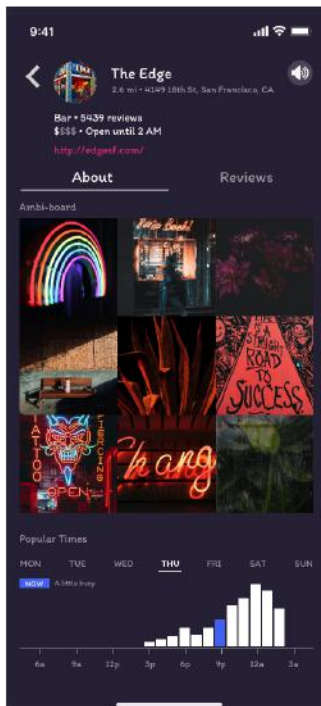 9:41
The Edge
2.6 mi • 4149 18th St, San Francisco, CA
Bar • 5439 reviews
$$$$ • Open until 2 AM
http://edgesf.com/
About Reviews
Ambi-board
A
STRAIGHT
ROAD
TO
SUCCESS
TATTOO
PIERCING
OPEN
Chang
Popular Times
MON TUE WED THU FRI SAT SUN
NOW A little busy
6a 9a 12p 3p 6p 9p 12a 3a